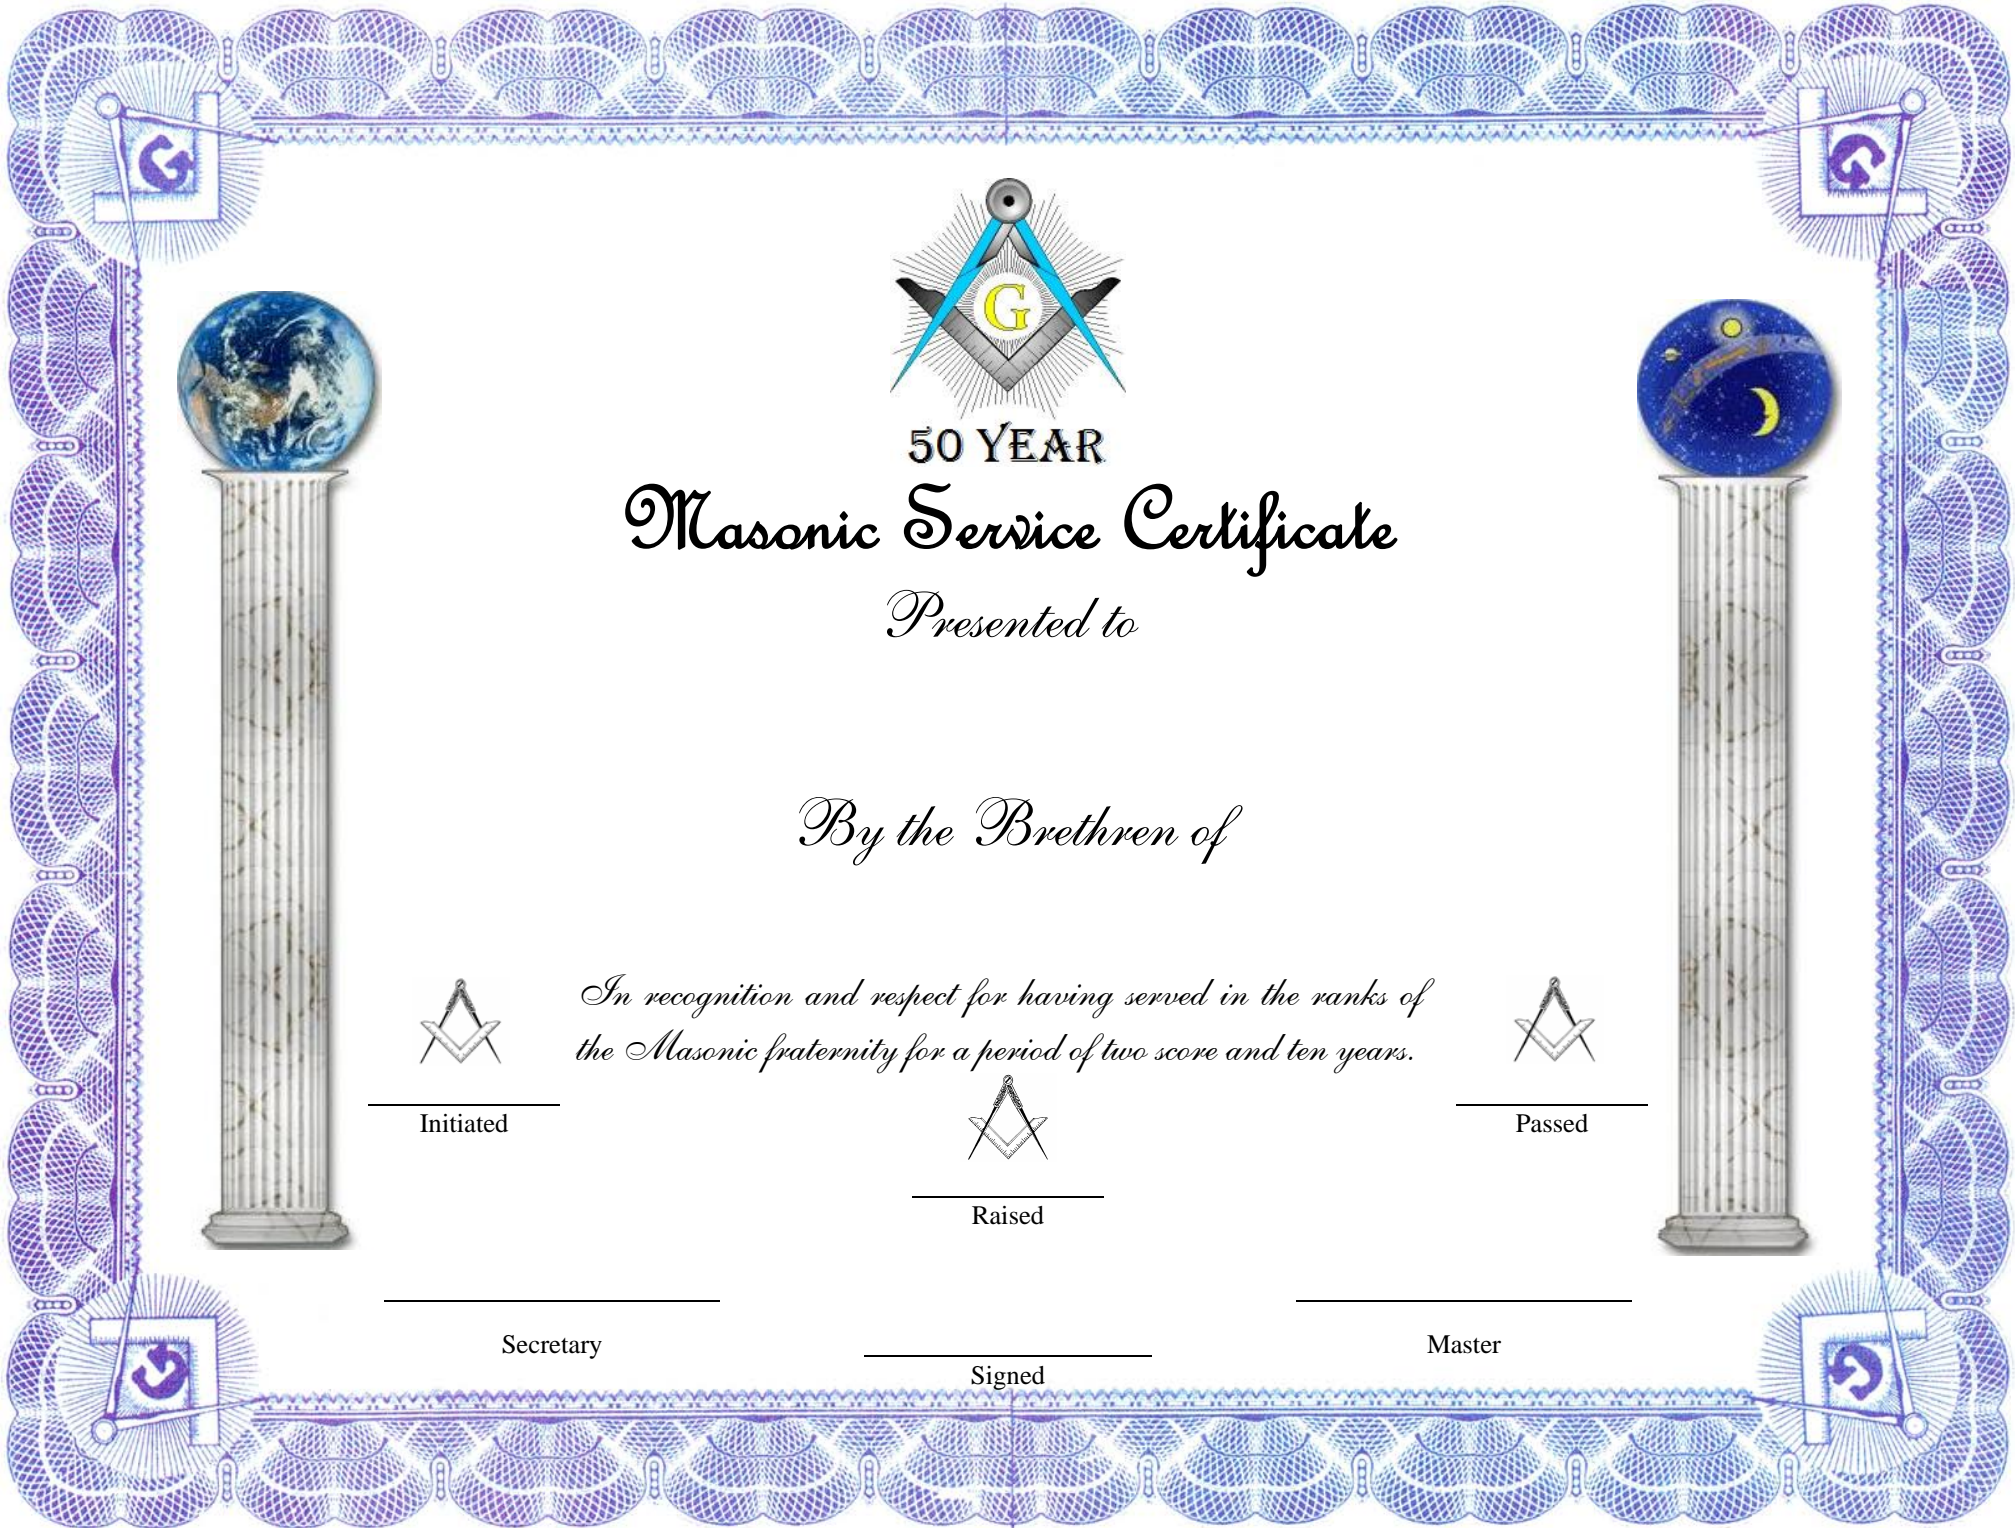 G
G
G
50 YEAR
Masonic Service Certificate
Presented to
By the Brethren of
In recognition and respect for having served in the ranks of
the Masonic fraternity for a period of two score and ten years.
Initiated
Passed
Raised
Secretary
Master
Signed
G
G